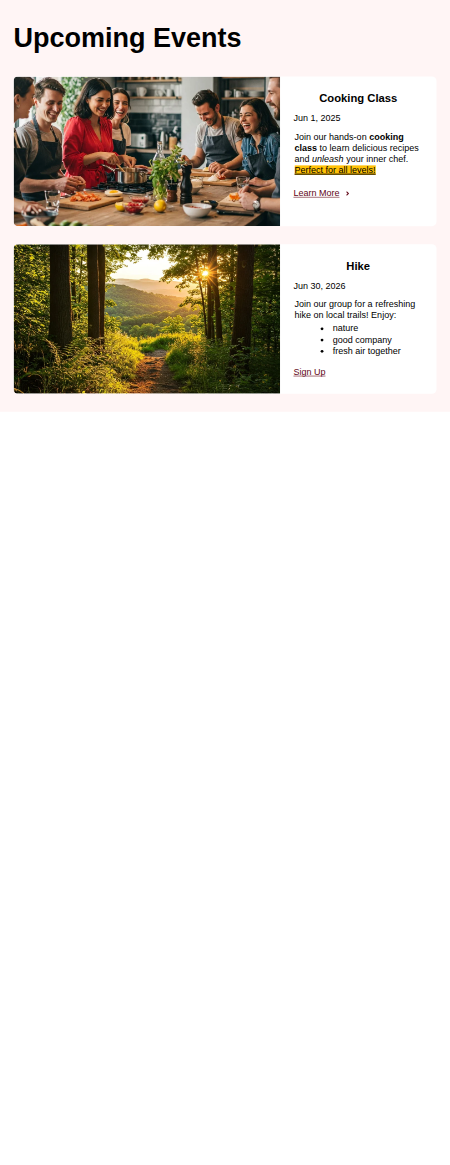 Upcoming Events
Cooking Class
Jun 1, 2025
Join our hands-on cooking
class to learn delicious recipes
and unleash your inner chef.
Perfect for all levels!
Learn More ›
Hike
Jun 30, 2026
Join our group for a refreshing
hike on local trails! Enjoy:
• nature
• good company
• fresh air together
Sign Up